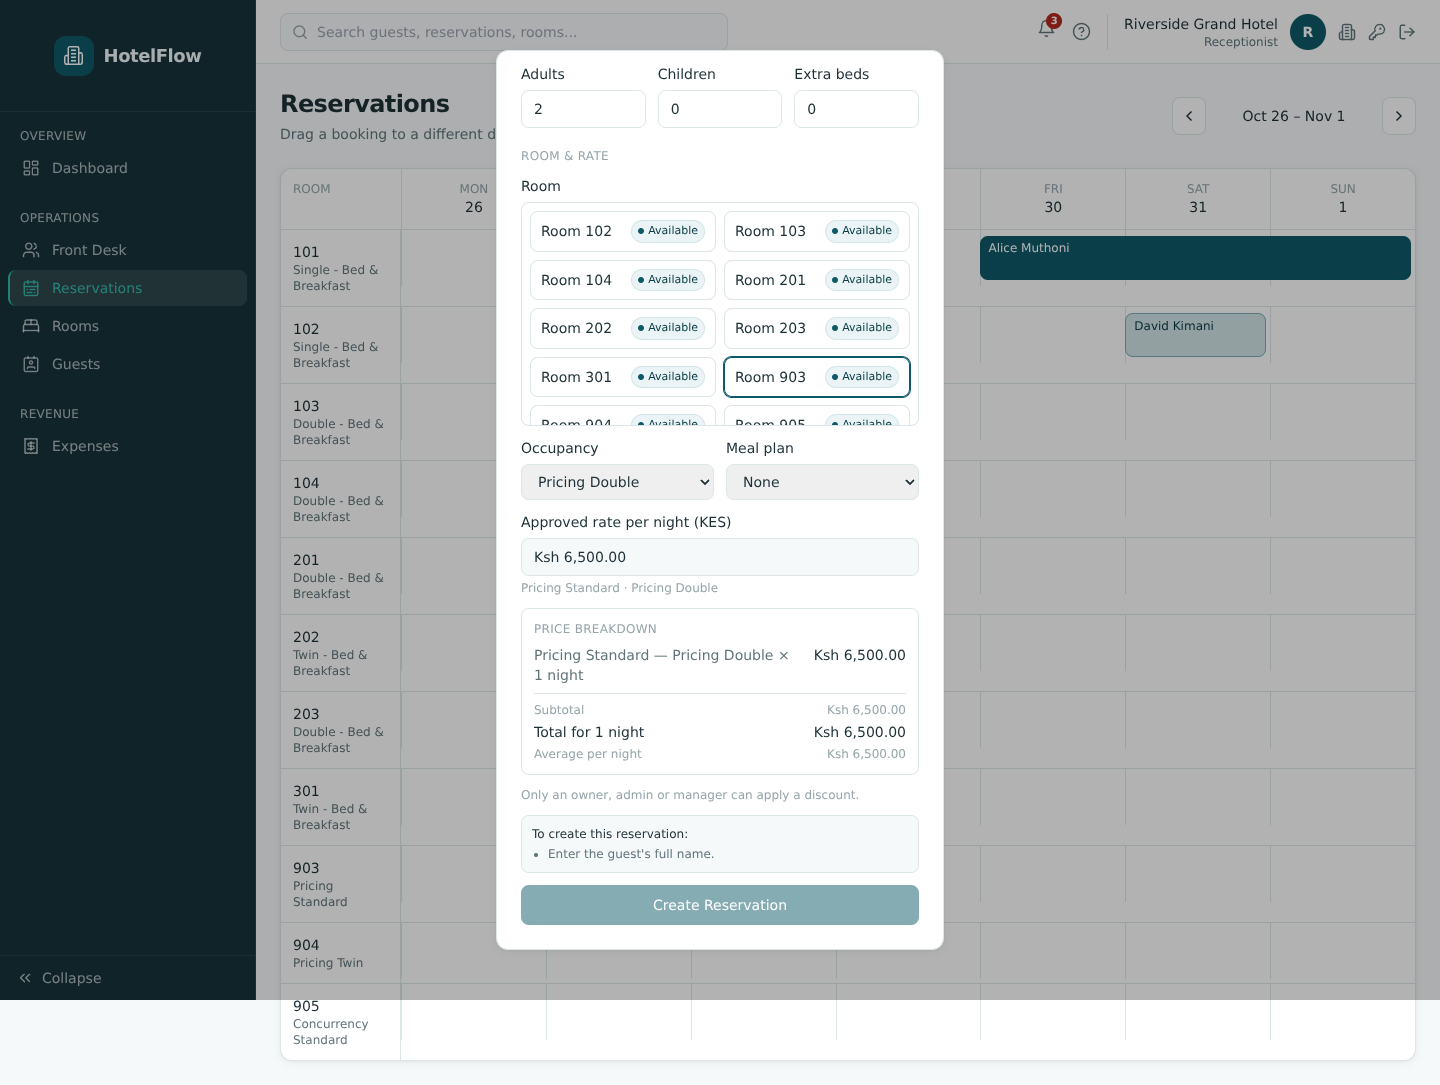 HotelFlow
OVERVIEW
Dashboard
OPERATIONS
Front Desk
Reservations
Rooms
Guests
REVENUE
Expenses
Collapse
Search guests, reservations, rooms...
3
Riverside Grand Hotel
Receptionist
R
Reservations
Drag a booking to a different d
Oct 26 – Nov 1
ROOM
MON
26
FRI
30
SAT
31
SUN
1
101
Single - Bed &
Breakfast
Alice Muthoni
102
Single - Bed &
Breakfast
David Kimani
103
Double - Bed &
Breakfast
104
Double - Bed &
Breakfast
201
Double - Bed &
Breakfast
202
Twin - Bed &
Breakfast
203
Double - Bed &
Breakfast
301
Twin - Bed &
Breakfast
903
Pricing
Standard
904
Pricing Twin
905
Concurrency
Standard
Adults
Children
Extra beds
2
0
0
ROOM & RATE
Room
Room 102 Available
Room 103 Available
Room 104 Available
Room 201 Available
Room 202 Available
Room 203 Available
Room 301 Available
Room 903 Available
Room 904 Available
Room 905 Available
Occupancy
Meal plan
Pricing Double
None
Approved rate per night (KES)
Ksh 6,500.00
Pricing Standard · Pricing Double
PRICE BREAKDOWN
Pricing Standard — Pricing Double × Ksh 6,500.00
1 night
Subtotal Ksh 6,500.00
Total for 1 night Ksh 6,500.00
Average per night Ksh 6,500.00
Only an owner, admin or manager can apply a discount.
To create this reservation:
• Enter the guest's full name.
Create Reservation